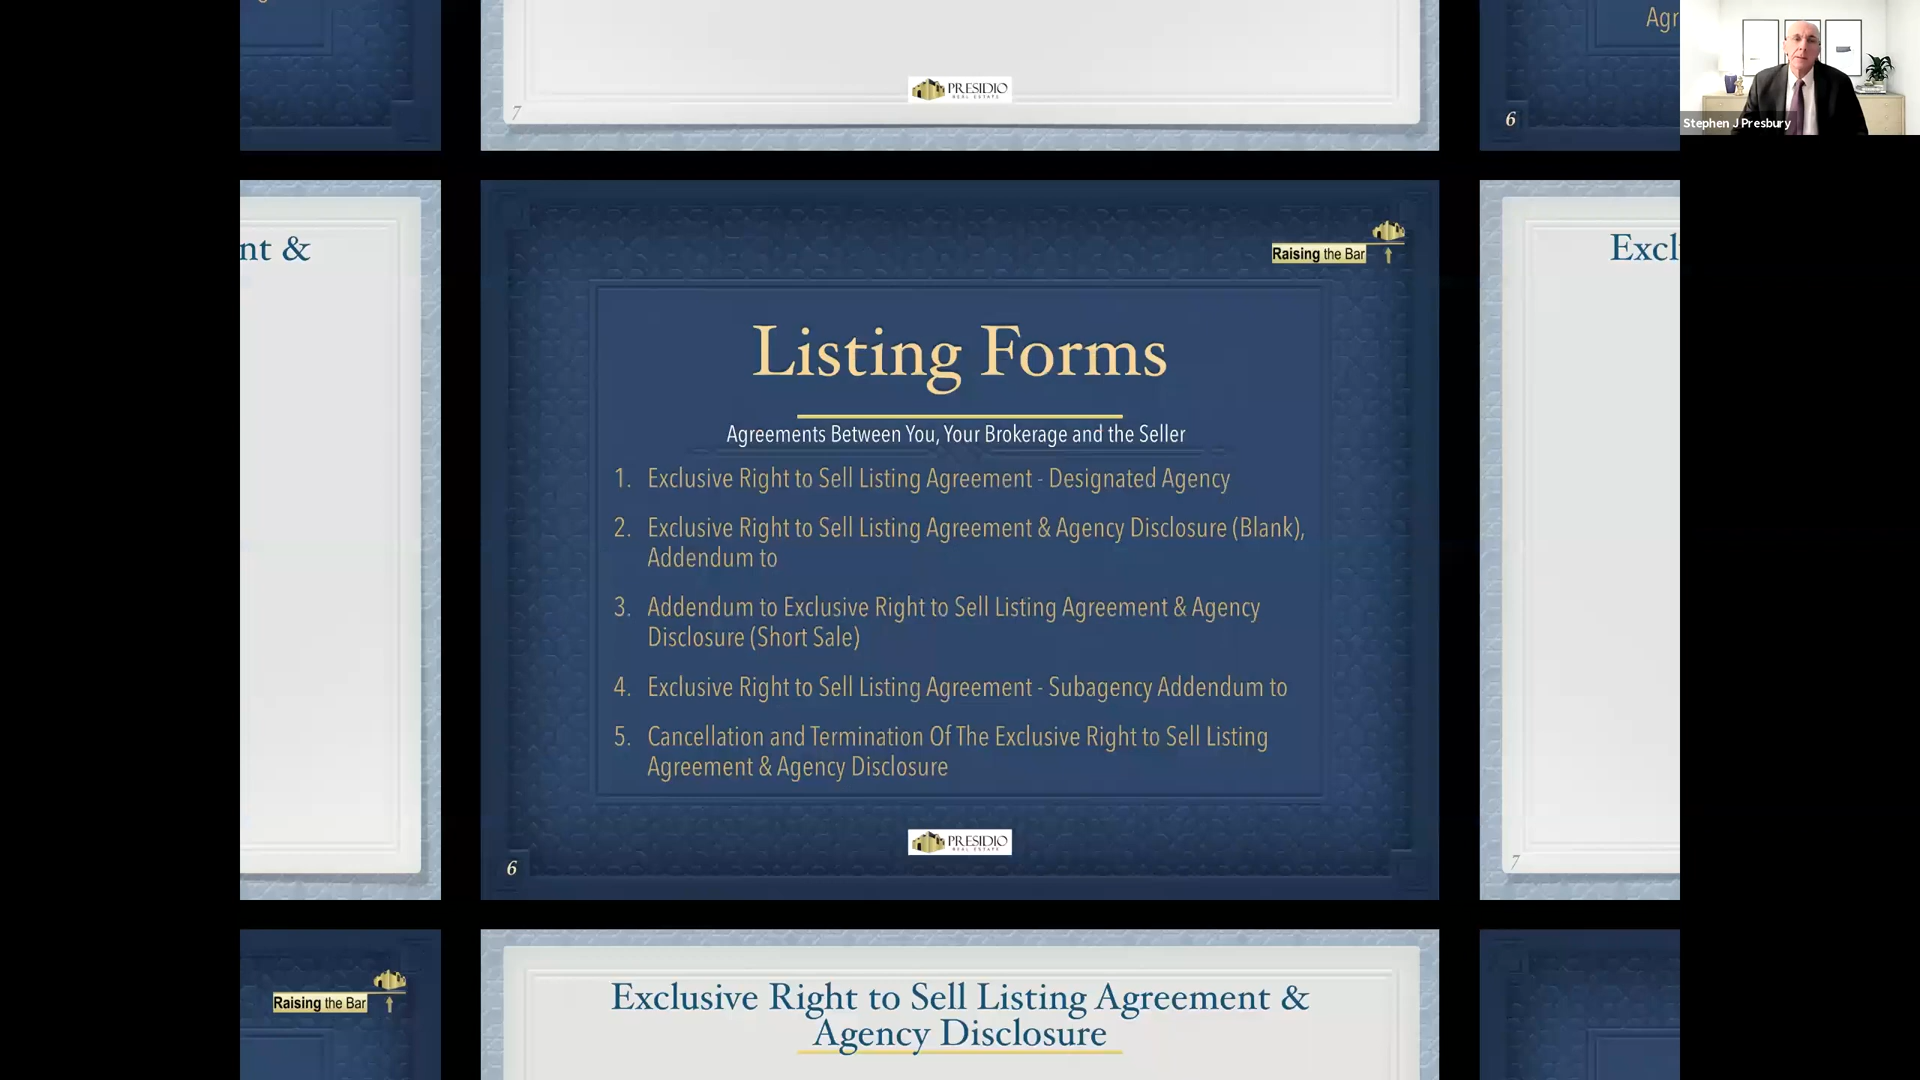 Agr
PRESIDIO
REAL ESTATE
7
6
Stephen J Presbury
nt &
Raising the Bar
Excl
Listing Forms
Agreements Between You, Your Brokerage and the Seller
1. Exclusive Right to Sell Listing Agreement - Designated Agency
2. Exclusive Right to Sell Listing Agreement & Agency Disclosure (Blank),
Addendum to
3. Addendum to Exclusive Right to Sell Listing Agreement & Agency
Disclosure (Short Sale)
4. Exclusive Right to Sell Listing Agreement - Subagency Addendum to
5. Cancellation and Termination Of The Exclusive Right to Sell Listing
Agreement & Agency Disclosure
PRESIDIO
REAL ESTATE
6
7
Raising the Bar
Exclusive Right to Sell Listing Agreement &
Agency Disclosure